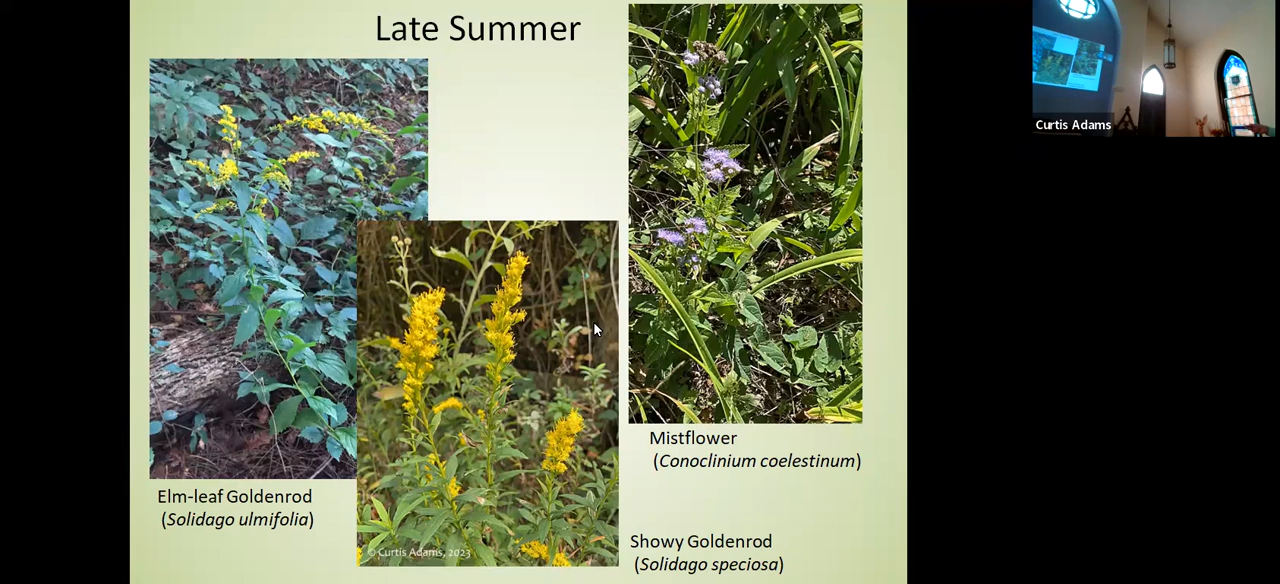 Late Summer
Curtis Adams
Mistflower
(Conoclinium coelestinum)
Elm-leaf Goldenrod
(Solidago ulmifolia)
© Curtis Adams, 2023
Showy Goldenrod
(Solidago speciosa)